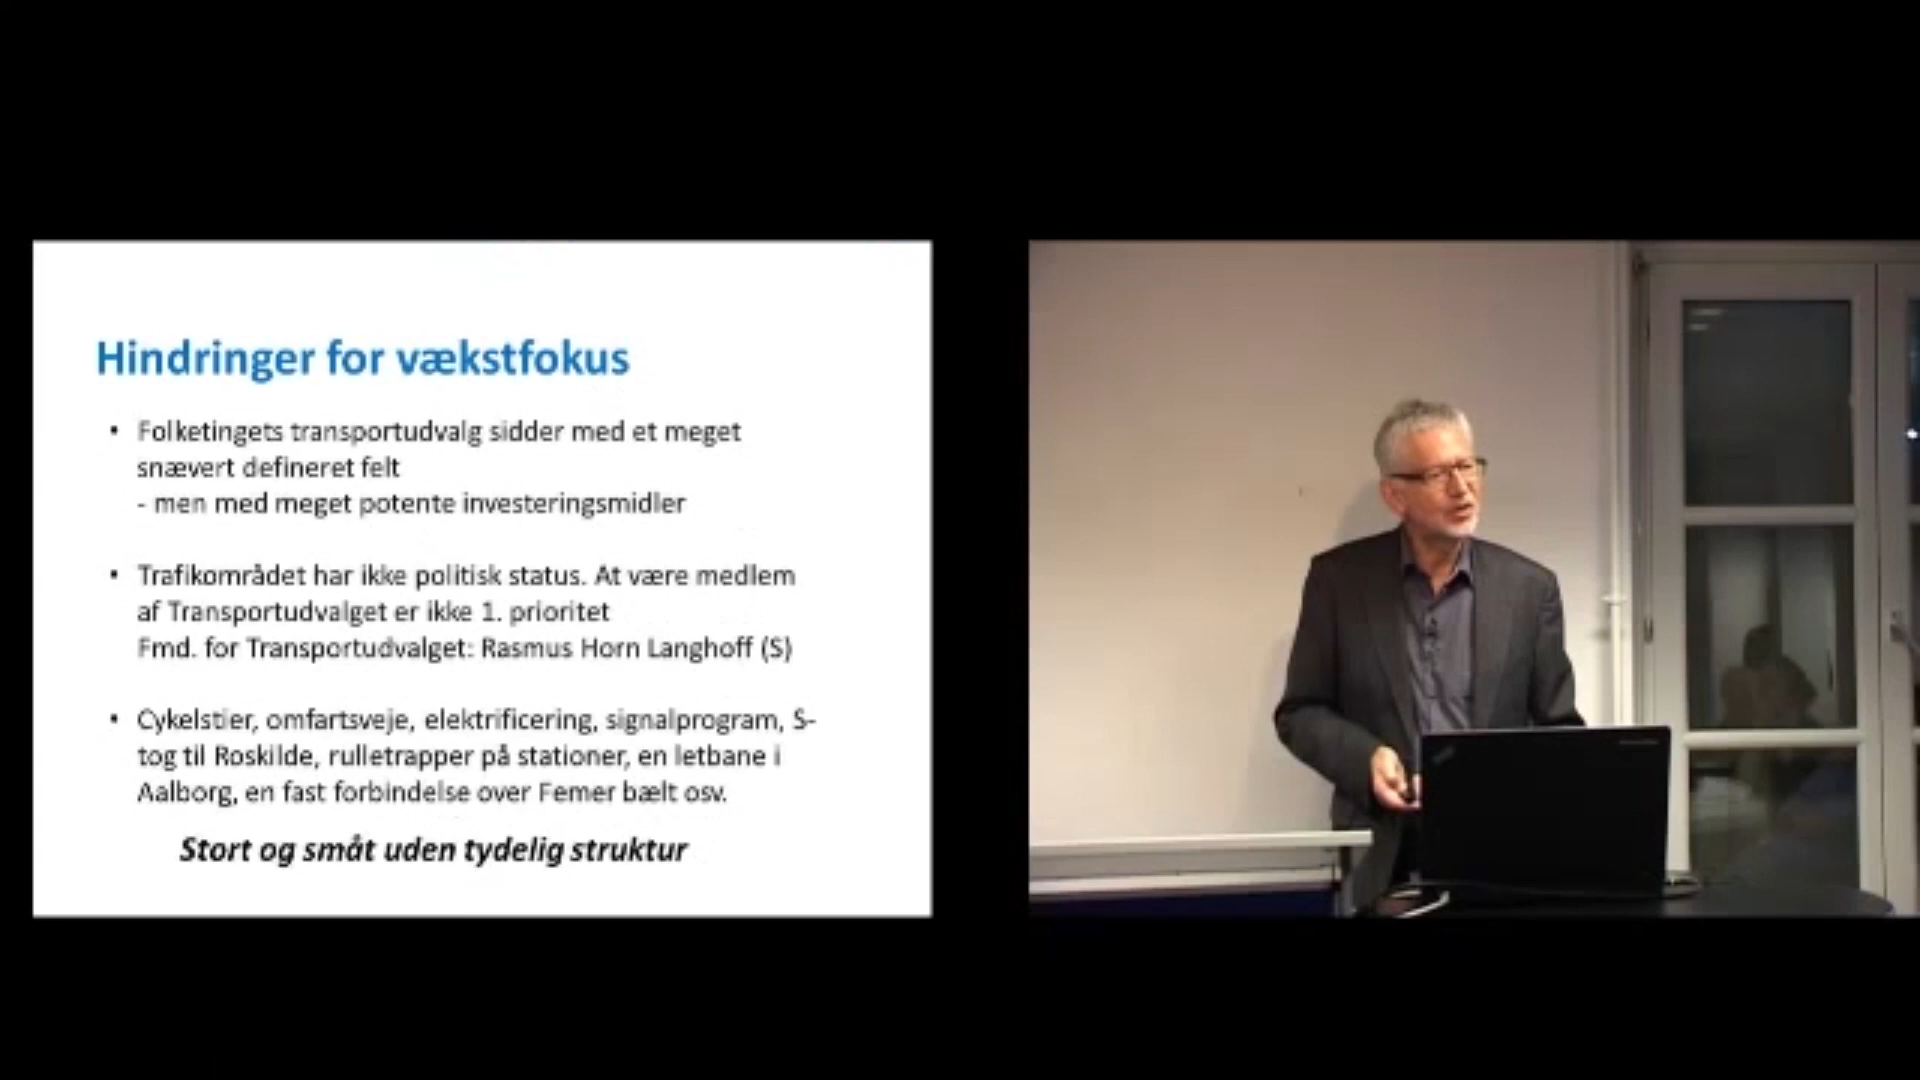 Hindringer for vækstfokus
• Folketingets transportudvalg sidder med et meget
snævert defineret felt
- men med meget potente investeringsmidler
• Trafikområdet har ikke politisk status. At være medlem
af Transportudvalget er ikke 1. prioritet
Fmd. for Transportudvalget: Rasmus Horn Langhoff (S)
• Cykelstier, omfartsveje, elektrificering, signalprogram, S-
tog til Roskilde, rulletrapper på stationer, en letbane i
Aalborg, en fast forbindelse over Femer bælt osv.
Stort og småt uden tydelig struktur